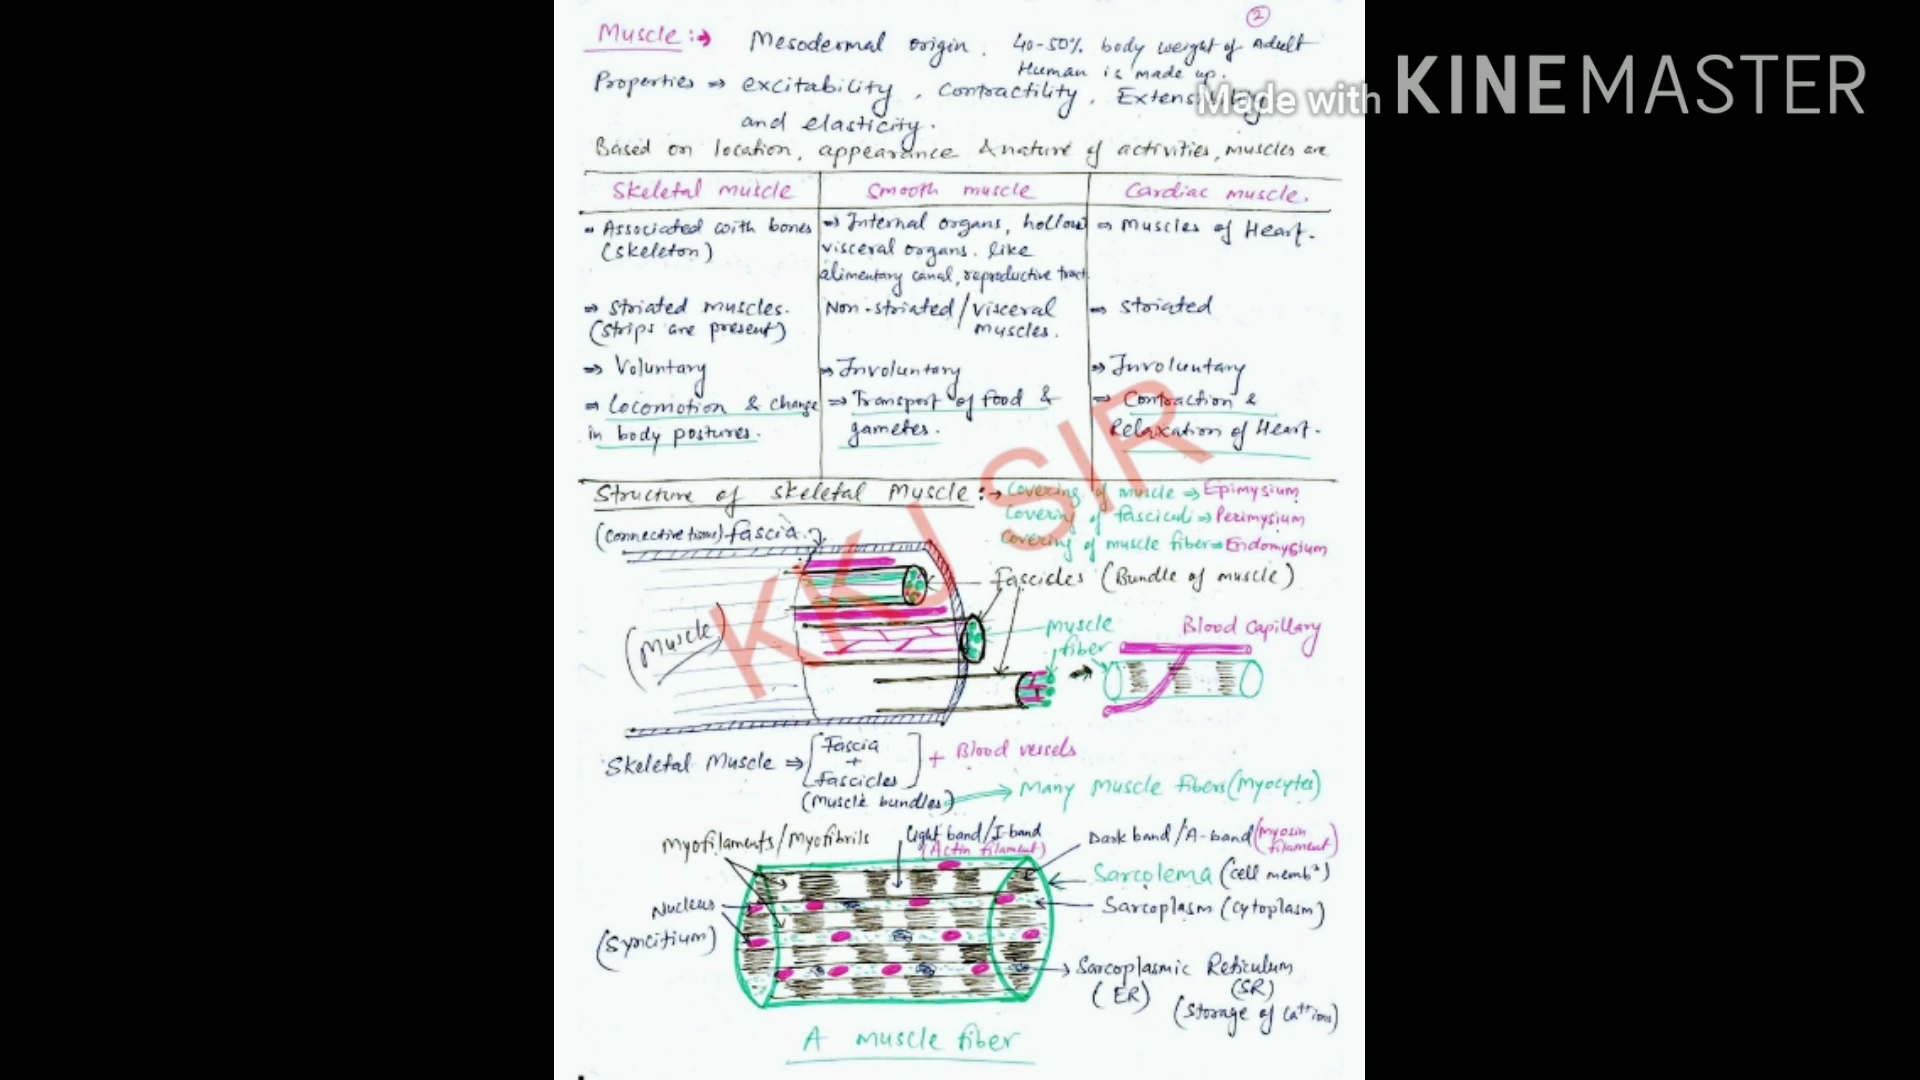 ②
Muscle :→ Mesodermal origin. 40-50% body weight of Adult
Human is made up.
Properties ⇒ excitability, contractility, Extensibility
and elasticity.
Made with KINEMASTER
Based on location, appearance & nature of activities, muscles are
Skeletal muscle
⇒ Associated with bones
(skeleton)
⇒ Striated muscles.
(strips are present)
⇒ Voluntary
⇒ Locomotion & change
in body postures.
Smooth muscle
⇒ Internal organs, hollow
visceral organs. like
alimentary canal, reproductive tract
Non-striated / visceral
muscles.
⇒ Involuntary
⇒ Transport of food &
gametes.
Cardiac muscle.
⇒ Muscles of Heart.
⇒ Striated
⇒ Involuntary
⇒ Contraction &
Relaxation of Heart.
Structure of skeletal Muscle :→ Covering of muscle ⇒ Epimysium
Covering of fasciculi ⇒ Perimysium
Covering of muscle fiber ⇒ Endomysium
(Connective tissue) fascia
Fascicles (Bundle of muscle)
(Muscle)
Muscle
fiber
Blood Capillary
KKJ SIR
Skeletal Muscle ⇒ [Fascia
+
fascicles] + Blood vessels
(Muscle bundles) ⇒ Many Muscle fibers (Myocytes)
Myofilaments/Myofibrils
Light band/I-band
(Actin filament)
Dark band/A-band (Myosin
filament)
Sarcolema (cell membⁿ)
Nucleus
Sarcoplasm (Cytoplasm)
(Syncitium)
Sarcoplasmic Reticulum
(ER) (SR)
(Storage of Ca⁺⁺ ions)
A muscle fiber